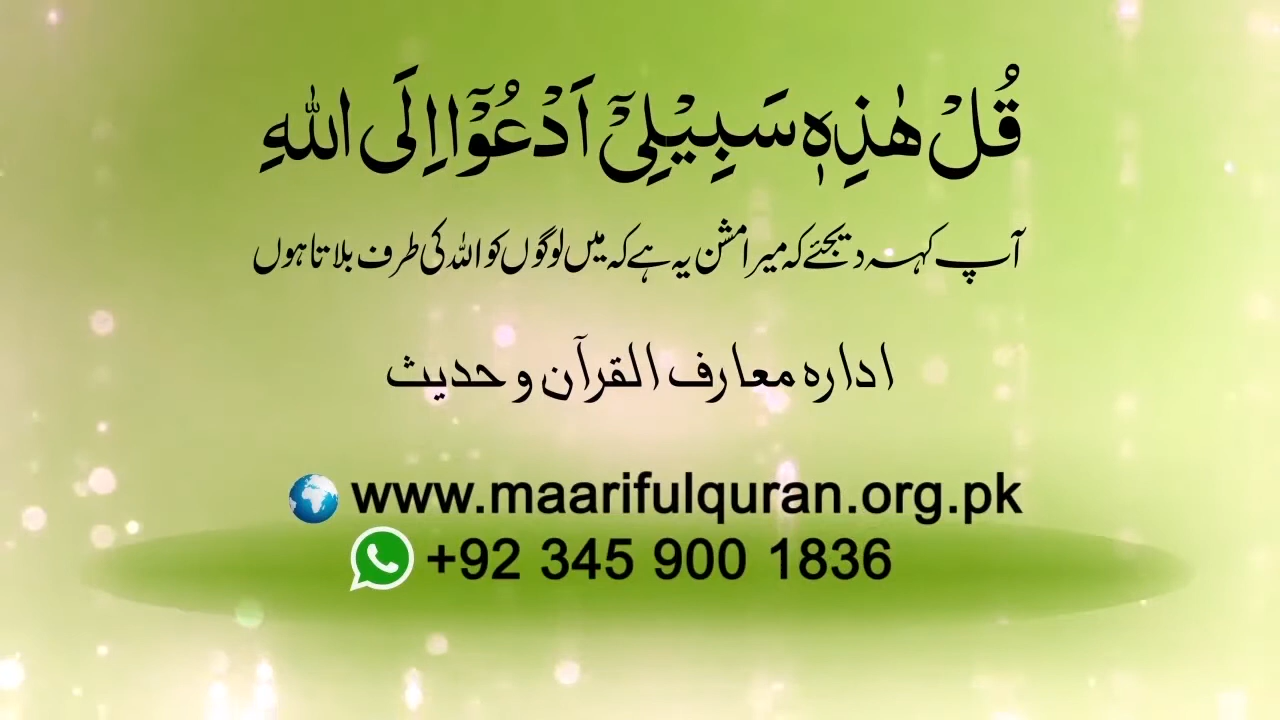 قُلْ هٰذِهٖ سَبِیْلِیْۤ اَدْعُوْۤا اِلَی اللّٰهِ
آپ کہہ دیجئے کہ میرا مشن یہ ہے کہ میں لوگوں کو اللہ کی طرف بلاتا ہوں
ادارہ معارف القرآن و حدیث
www.maarifulquran.org.pk
+92 345 900 1836